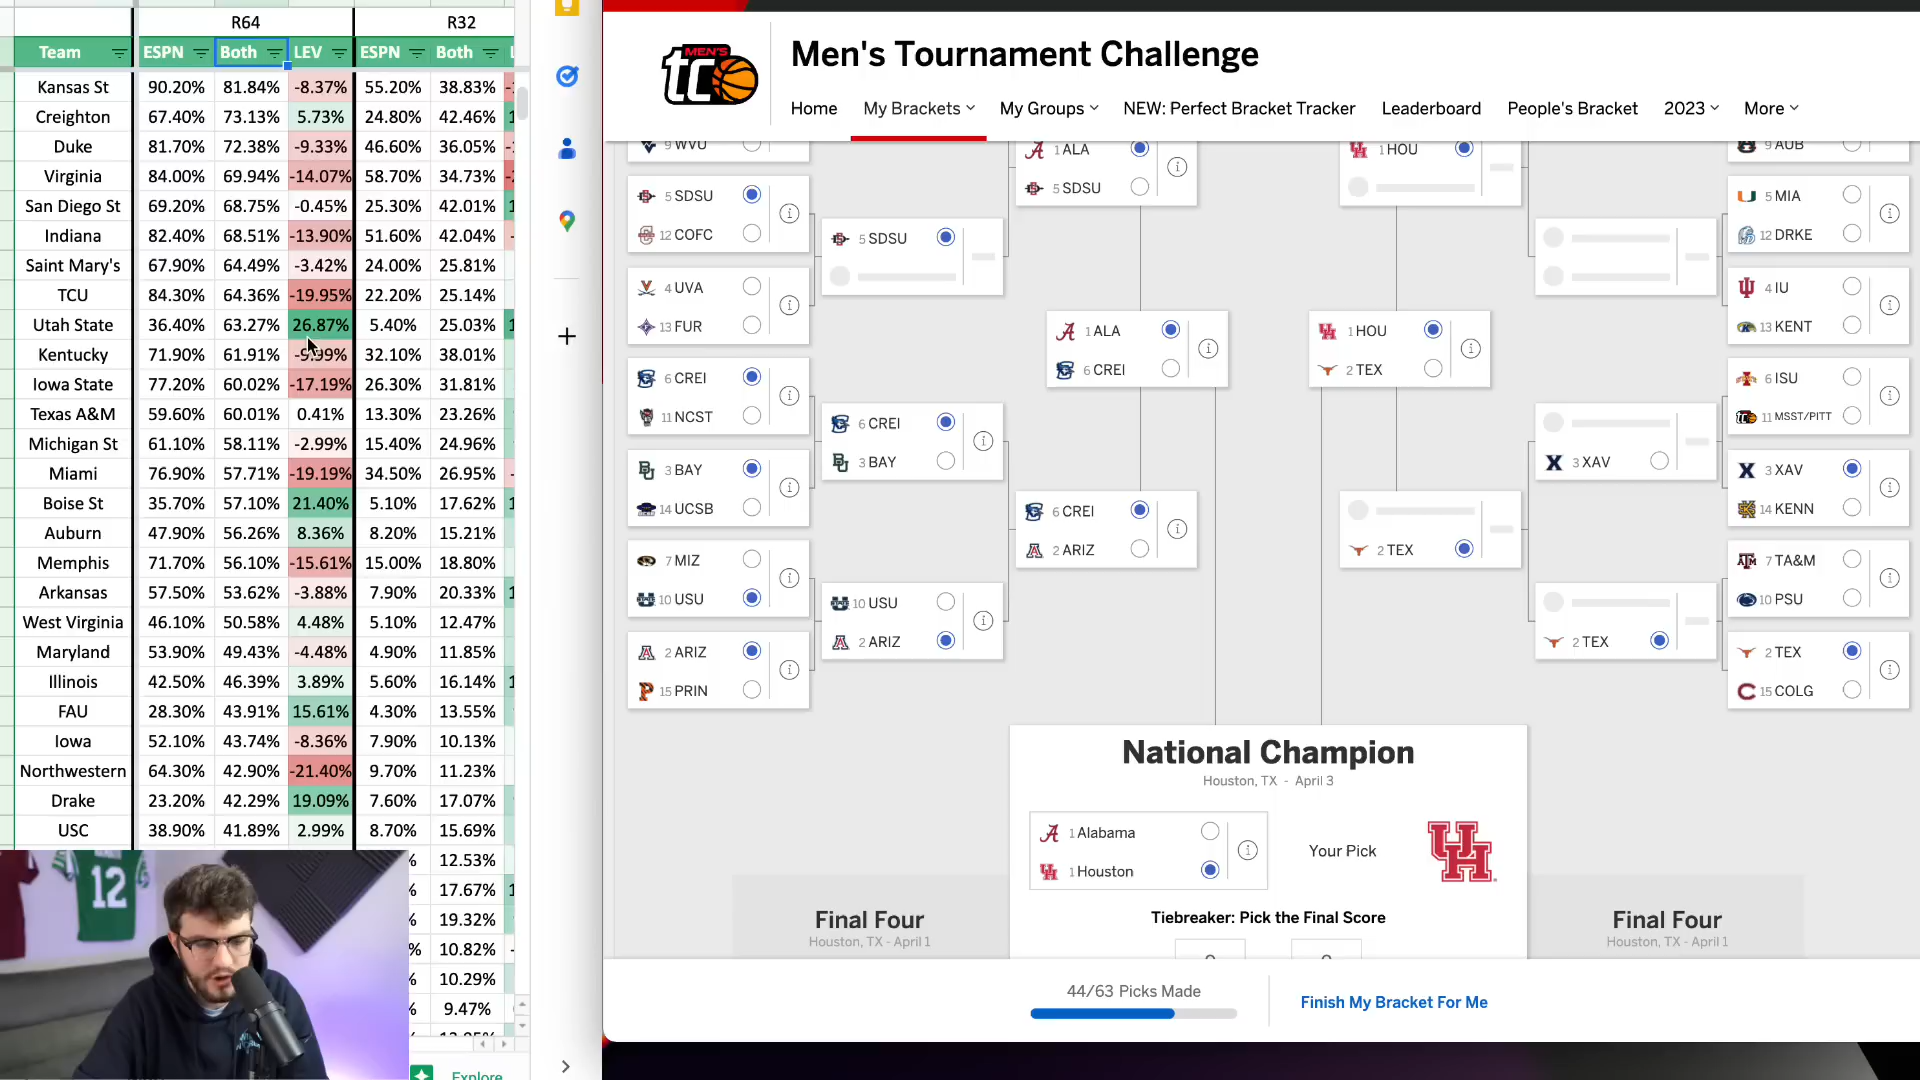 R64 R32
Team ESPN Both LEV ESPN Both
Kansas St 90.20% 81.84% -8.37% 55.20% 38.83%
Creighton 67.40% 73.13% 5.73% 24.80% 42.46%
Duke 81.70% 72.38% -9.33% 46.60% 36.05%
Virginia 84.00% 69.94% -14.07% 58.70% 34.73%
San Diego St 69.20% 68.75% -0.45% 25.30% 42.01%
Indiana 82.40% 68.51% -13.90% 51.60% 42.04%
Saint Mary's 67.90% 64.49% -3.42% 24.00% 25.81%
TCU 84.30% 64.36% -19.95% 22.20% 25.14%
Utah State 36.40% 63.27% 26.87% 5.40% 25.03%
Kentucky 71.90% 61.91% -9.99% 32.10% 38.01%
Iowa State 77.20% 60.02% -17.19% 26.30% 31.81%
Texas A&M 59.60% 60.01% 0.41% 13.30% 23.26%
Michigan St 61.10% 58.11% -2.99% 15.40% 24.96%
Miami 76.90% 57.71% -19.19% 34.50% 26.95%
Boise St 35.70% 57.10% 21.40% 5.10% 17.62%
Auburn 47.90% 56.26% 8.36% 8.20% 15.21%
Memphis 71.70% 56.10% -15.61% 15.00% 18.80%
Arkansas 57.50% 53.62% -3.88% 7.90% 20.33%
West Virginia 46.10% 50.58% 4.48% 5.10% 12.47%
Maryland 53.90% 49.43% -4.48% 4.90% 11.85%
Illinois 42.50% 46.39% 3.89% 5.60% 16.14%
FAU 28.30% 43.91% 15.61% 4.30% 13.55%
Iowa 52.10% 43.74% -8.36% 7.90% 10.13%
Northwestern 64.30% 42.90% -21.40% 9.70% 11.23%
Drake 23.20% 42.29% 19.09% 7.60% 17.07%
USC 38.90% 41.89% 2.99% 8.70% 15.69%
12.53%
17.67%
19.32%
10.82%
10.29%
9.47%
12
Explore
MEN'S
tc
Men's Tournament Challenge
Home My Brackets My Groups NEW: Perfect Bracket Tracker Leaderboard People's Bracket 2023 More
9 WVU
5 SDSU
12 COFC
4 UVA
13 FUR
6 CREI
11 NCST
3 BAY
14 UCSB
7 MIZ
10 USU
2 ARIZ
15 PRIN
5 SDSU
6 CREI
3 BAY
10 USU
2 ARIZ
1 ALA
5 SDSU
6 CREI
2 ARIZ
1 ALA
6 CREI
1 HOU
2 TEX
1 HOU
2 TEX
3 XAV
2 TEX
9 AUB
5 MIA
12 DRKE
4 IU
13 KENT
6 ISU
11 MSST/PITT
3 XAV
14 KENN
7 TA&M
10 PSU
2 TEX
15 COLG
National Champion
Houston, TX - April 3
1 Alabama
1 Houston
Your Pick
Tiebreaker: Pick the Final Score
Final Four
Houston, TX - April 1
Final Four
Houston, TX - April 1
44/63 Picks Made
Finish My Bracket For Me